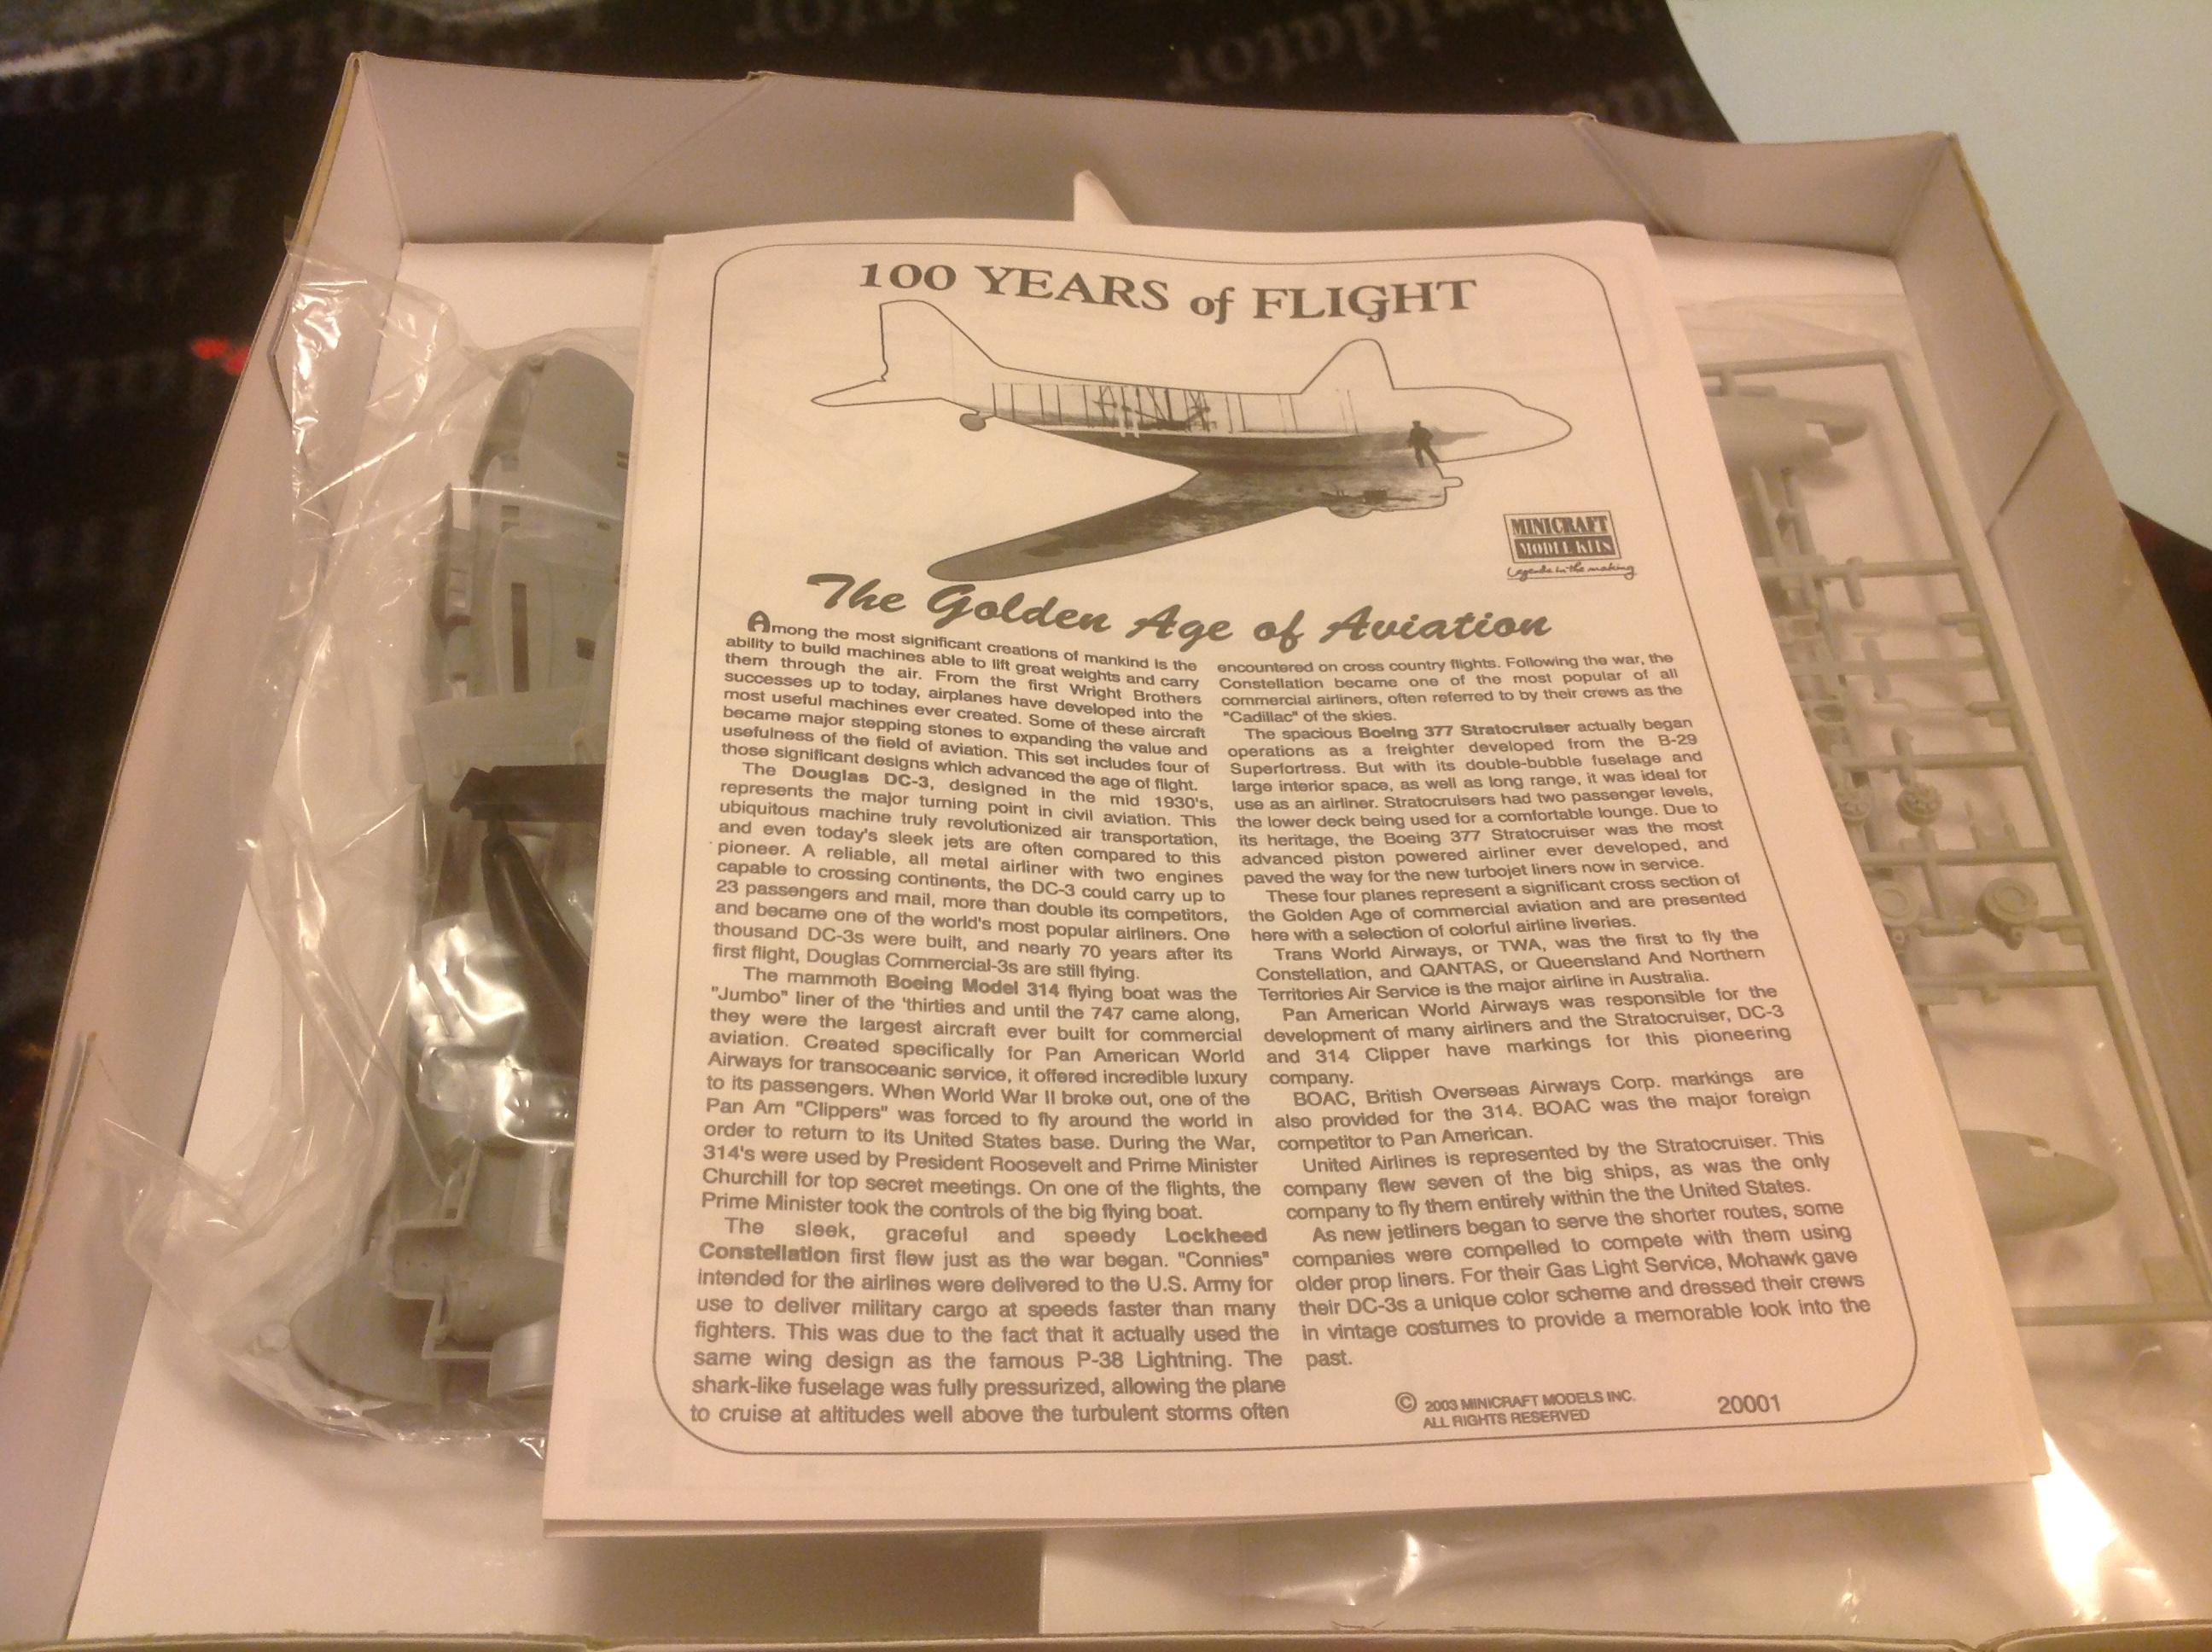 100 YEARS of FLIGHT
MINICRAFT
MODEL KITS
Legends in the making
The Golden Age of Aviation
Among the most significant creations of mankind is the
ability to build machines able to lift great weights and carry
them through the air. From the first Wright Brothers
successes up to today, airplanes have developed into the
most useful machines ever created. Some of these aircraft
became major stepping stones to expanding the value and
usefulness of the field of aviation. This set includes four of
those significant designs which advanced the age of flight.
The Douglas DC-3, designed in the mid 1930's,
represents the major turning point in civil aviation. This
ubiquitous machine truly revolutionized air transportation,
and even today's sleek jets are often compared to this
pioneer. A reliable, all metal airliner with two engines
capable to crossing continents, the DC-3 could carry up to
23 passengers and mail, more than double its competitors,
and became one of the world's most popular airliners. One
thousand DC-3s were built, and nearly 70 years after its
first flight, Douglas Commercial-3s are still flying.
The mammoth Boeing Model 314 flying boat was the
"Jumbo" liner of the 'thirties and until the 747 came along,
they were the largest aircraft ever built for commercial
aviation. Created specifically for Pan American World
Airways for transoceanic service, it offered incredible luxury
to its passengers. When World War II broke out, one of the
Pan Am "Clippers" was forced to fly around the world in
order to return to its United States base. During the War,
314's were used by President Roosevelt and Prime Minister
Churchill for top secret meetings. On one of the flights, the
Prime Minister took the controls of the big flying boat.
The sleek, graceful and speedy Lockheed
Constellation first flew just as the war began. "Connies"
intended for the airlines were delivered to the U.S. Army for
use to deliver military cargo at speeds faster than many
fighters. This was due to the fact that it actually used the
same wing design as the famous P-38 Lightning. The
shark-like fuselage was fully pressurized, allowing the plane
to cruise at altitudes well above the turbulent storms often
encountered on cross country flights. Following the war, the
Constellation became one of the most popular of all
commercial airliners, often referred to by their crews as the
"Cadillac" of the skies.
The spacious Boeing 377 Stratocruiser actually began
operations as a freighter developed from the B-29
Superfortress. But with its double-bubble fuselage and
large interior space, as well as long range, it was ideal for
use as an airliner. Stratocruisers had two passenger levels,
the lower deck being used for a comfortable lounge. Due to
its heritage, the Boeing 377 Stratocruiser was the most
advanced piston powered airliner ever developed, and
paved the way for the new turbojet liners now in service.
These four planes represent a significant cross section of
the Golden Age of commercial aviation and are presented
here with a selection of colorful airline liveries.
Trans World Airways, or TWA, was the first to fly the
Constellation, and QANTAS, or Queensland And Northern
Territories Air Service is the major airline in Australia.
Pan American World Airways was responsible for the
development of many airliners and the Stratocruiser, DC-3
and 314 Clipper have markings for this pioneering
company.
BOAC, British Overseas Airways Corp. markings are
also provided for the 314. BOAC was the major foreign
competitor to Pan American.
United Airlines is represented by the Stratocruiser. This
company flew seven of the big ships, as was the only
company to fly them entirely within the the United States.
As new jetliners began to serve the shorter routes, some
companies were compelled to compete with them using
older prop liners. For their Gas Light Service, Mohawk gave
their DC-3s a unique color scheme and dressed their crews
in vintage costumes to provide a memorable look into the
past.
© 2003 MINICRAFT MODELS INC.
ALL RIGHTS RESERVED
20001